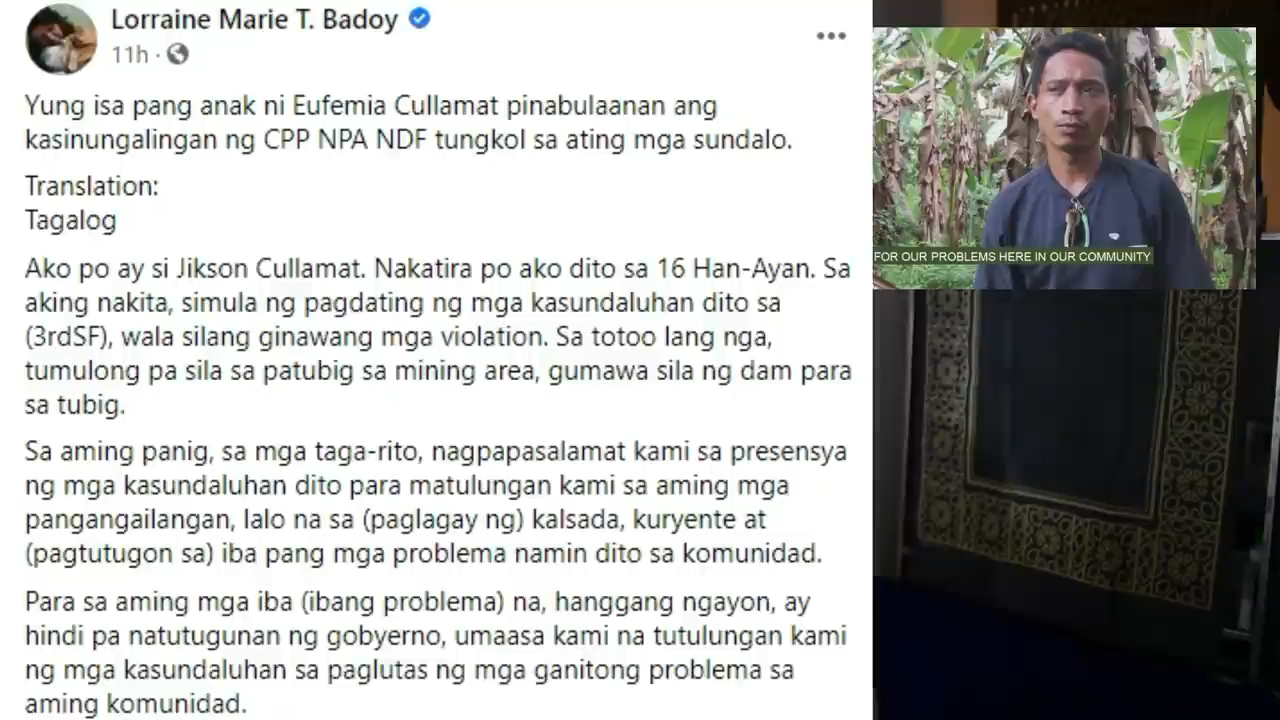 Lorraine Marie T. Badoy
11h
Yung isa pang anak ni Eufemia Cullamat pinabulaanan ang
kasinungalingan ng CPP NPA NDF tungkol sa ating mga sundalo.
Translation:
Tagalog
Ako po ay si Jikson Cullamat. Nakatira po ako dito sa 16 Han-Ayan. Sa
aking nakita, simula ng pagdating ng mga kasundaluhan dito sa
(3rdSF), wala silang ginawang mga violation. Sa totoo lang nga,
tumulong pa sila sa patubig sa mining area, gumawa sila ng dam para
sa tubig.
Sa aming panig, sa mga taga-rito, nagpapasalamat kami sa presensya
ng mga kasundaluhan dito para matulungan kami sa aming mga
pangangailangan, lalo na sa (paglagay ng) kalsada, kuryente at
(pagtutugon sa) iba pang mga problema namin dito sa komunidad.
Para sa aming mga iba (ibang problema) na, hanggang ngayon, ay
hindi pa natutugunan ng gobyerno, umaasa kami na tutulungan kami
ng mga kasundaluhan sa paglutas ng mga ganitong problema sa
aming komunidad.
FOR OUR PROBLEMS HERE IN OUR COMMUNITY